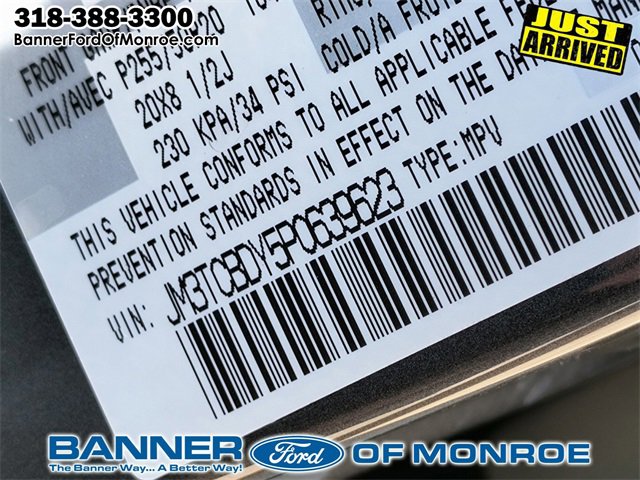 318-388-3300
BannerFordOfMonroe.com
JUST
ARRIVED
FRONT
WITH/AVEC P255/50R20
20X8 1/2J
230 KPA/34 PSI COLD/A
THIS VEHICLE CONFORMS TO ALL APPLICABLE
PREVENTION STANDARDS IN EFFECT ON THE
VIN: JM3TCBDY5P0639623 TYPE:MPV
BANNER Ford OF MONROE
The Banner Way... A Better Way!